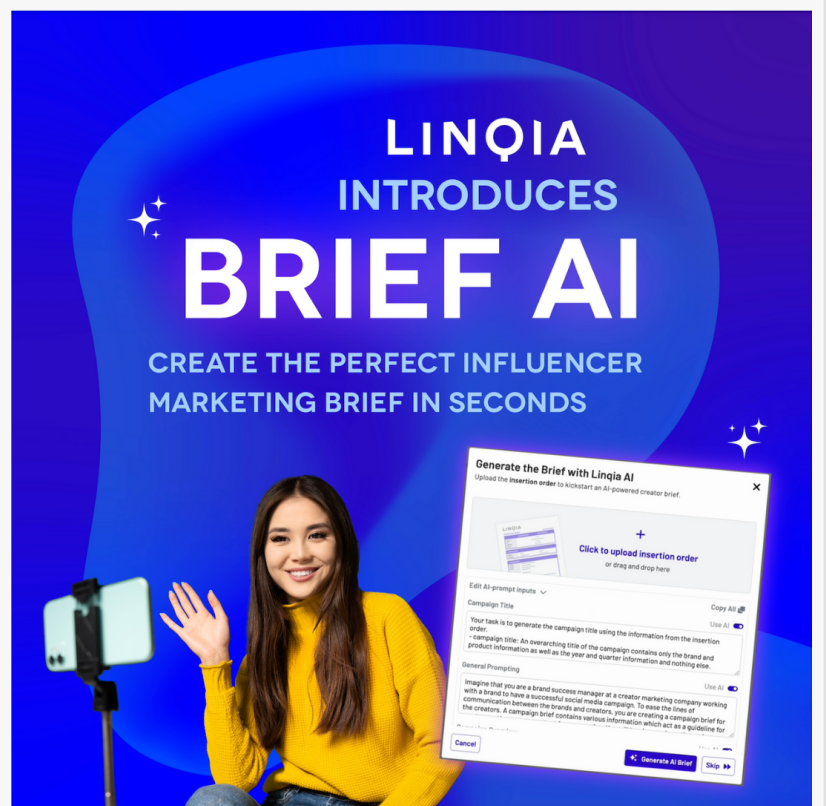 LINQIA
INTRODUCES
BRIEF AI
CREATE THE PERFECT INFLUENCER
MARKETING BRIEF IN SECONDS
Generate the Brief with Linqia AI
Upload the insertion order to kickstart an AI-powered creator brief.
LINQIA
+
Click to upload insertion order
or drag and drop here
Edit AI-prompt inputs
Copy All
Campaign Title
Use AI
Your task is to generate the campaign title using the information from the insertion
order.
- campaign title: An overarching title of the campaign contains only the brand and
product information as well as the year and quarter information and nothing else.
General Prompting
Use AI
Imagine that you are a brand success manager at a creator marketing company working
with a brand to have a successful social media campaign. To ease the lines of
communication between the brands and creators, you are creating a campaign brief for
the creators. A campaign brief contains various information which act as a guideline for
Cancel
Generate AI Brief
Skip